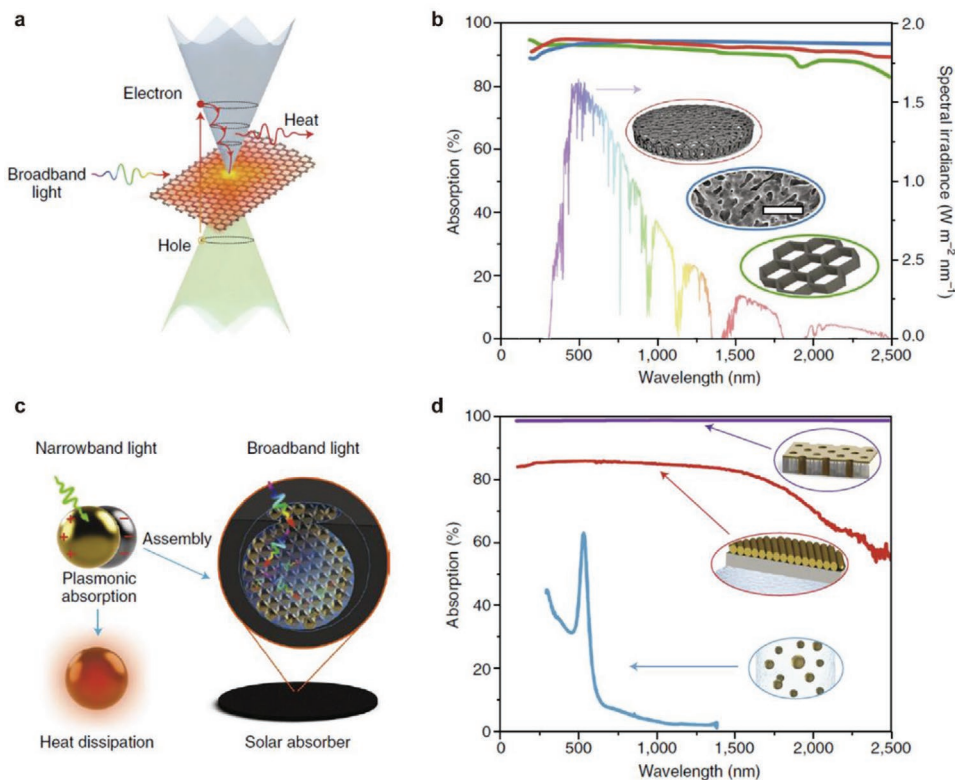 a
Electron
Heat
Broadband
light
Hole
b
100
80
60
40
20
0
Absorption (%)
2.0
1.5
1.0
2.5
0.0
Spectral irradiance (W m⁻² nm⁻¹)
0
500
1,000
1,500
2,000
2,500
Wavelength (nm)
c
Narrowband light
Broadband light
Assembly
Plasmonic
absorption
Heat dissipation
Solar absorber
d
100
80
60
40
20
0
Absorption (%)
0
500
1,000
1,500
2,000
2,500
Wavelength (nm)